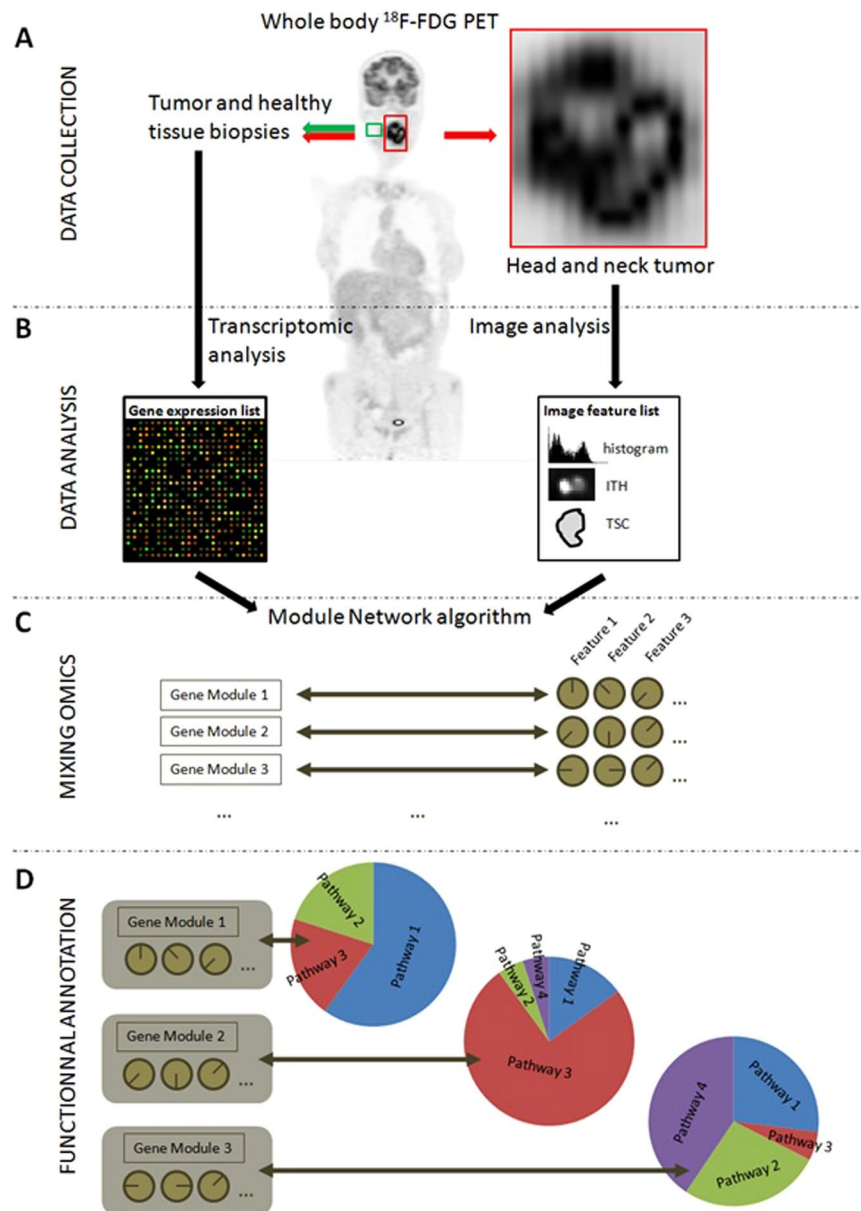 Whole body ¹⁸F-FDG PET
A
DATA COLLECTION
Tumor and healthy
tissue biopsies
Head and neck tumor
B
DATA ANALYSIS
Transcriptomic
analysis
Image analysis
Gene expression list
Image feature list
histogram
ITH
TSC
C
MIXING OMICS
Module Network algorithm
Feature 1
Feature 2
Feature 3
Gene Module 1
...
Gene Module 2
...
Gene Module 3
...
...
...
...
D
FUNCTIONNAL ANNOTATION
Gene Module 1
...
Pathway 2
Pathway 3
Pathway 1
Gene Module 2
...
Pathway 2
Pathway 4
Pathway 1
Pathway 3
Gene Module 3
...
Pathway 4
Pathway 1
Pathway 3
Pathway 2